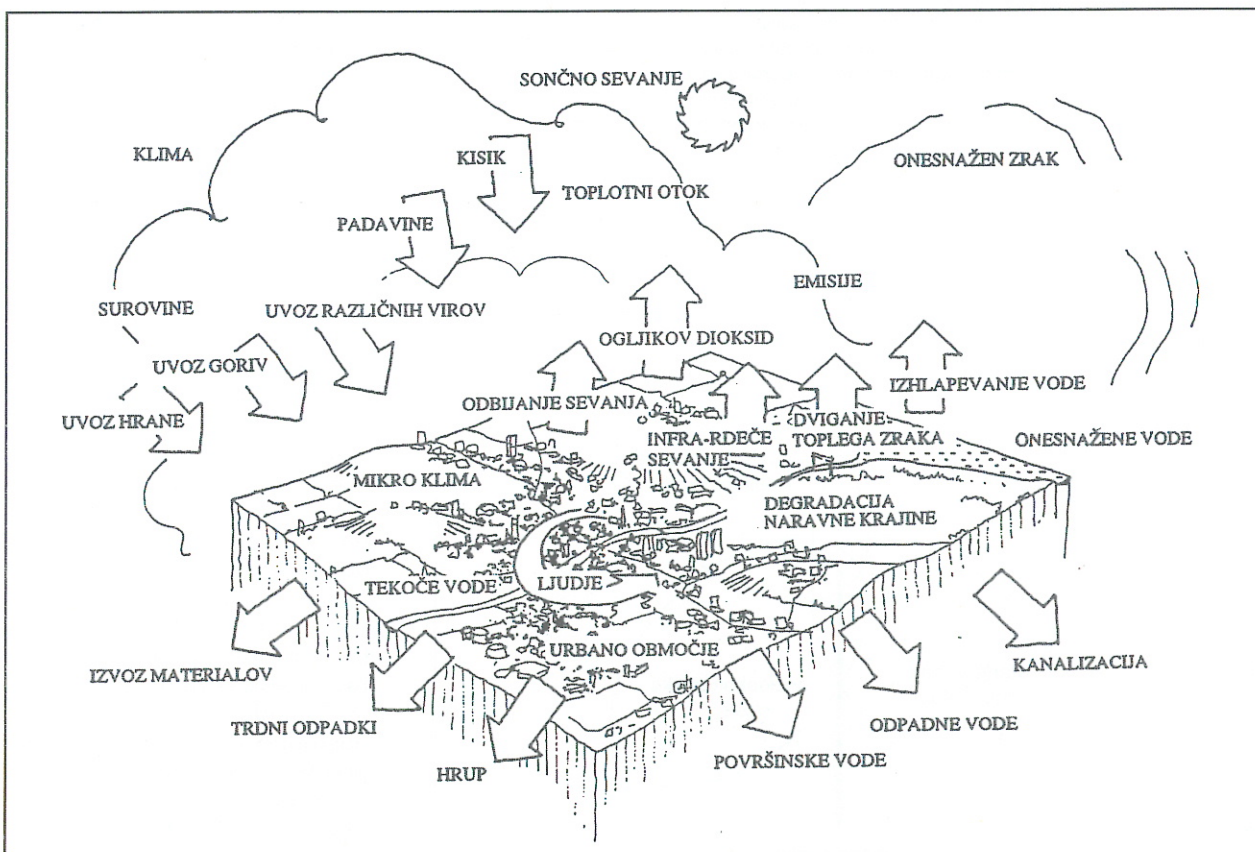 SONČNO SEVANJE
KLIMA
KISIK
ONESNAŽEN ZRAK
TOPLOTNI OTOK
PADAVINE
SUROVINE
UVOZ RAZLIČNIH VIROV
EMISIJE
OGLJIKOV DIOKSID
UVOZ GORIV
IZHLAPEVANJE VODE
UVOZ HRANE
ODBIJANJE SEVANJA
INFRA-RDEČE
SEVANJE
DVIGANJE
TOPLEGA ZRAKA
ONESNAŽENE VODE
MIKRO KLIMA
DEGRADACIJA
NARAVNE KRAJINE
TEKOČE VODE
LJUDJE
URBANO OBMOČJE
IZVOZ MATERIALOV
KANALIZACIJA
TRDNI ODPADKI
ODPADNE VODE
HRUP
POVRŠINSKE VODE